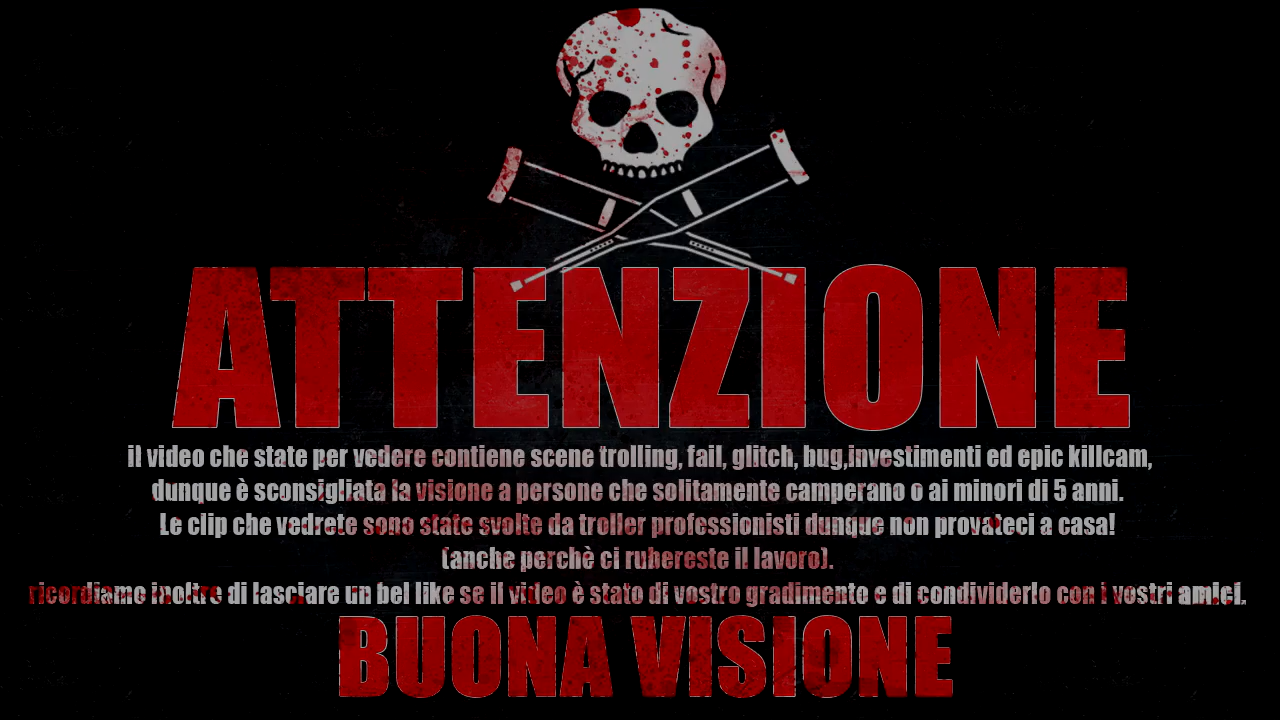 ATTENZIONE
il video che state per vedere contiene scene trolling, fail, glitch, bug,investimenti ed epic killcam,
dunque è sconsigliata la visione a persone che solitamente camperano o ai minori di 5 anni.
Le clip che vedrete sono state svolte da troller professionisti dunque non provateci a casa!
(anche perchè ci rubereste il lavoro).
ricordiamo inoltre di lasciare un bel like se il video è stato di vostro gradimento e di condividerlo con i vostri amici.
BUONA VISIONE